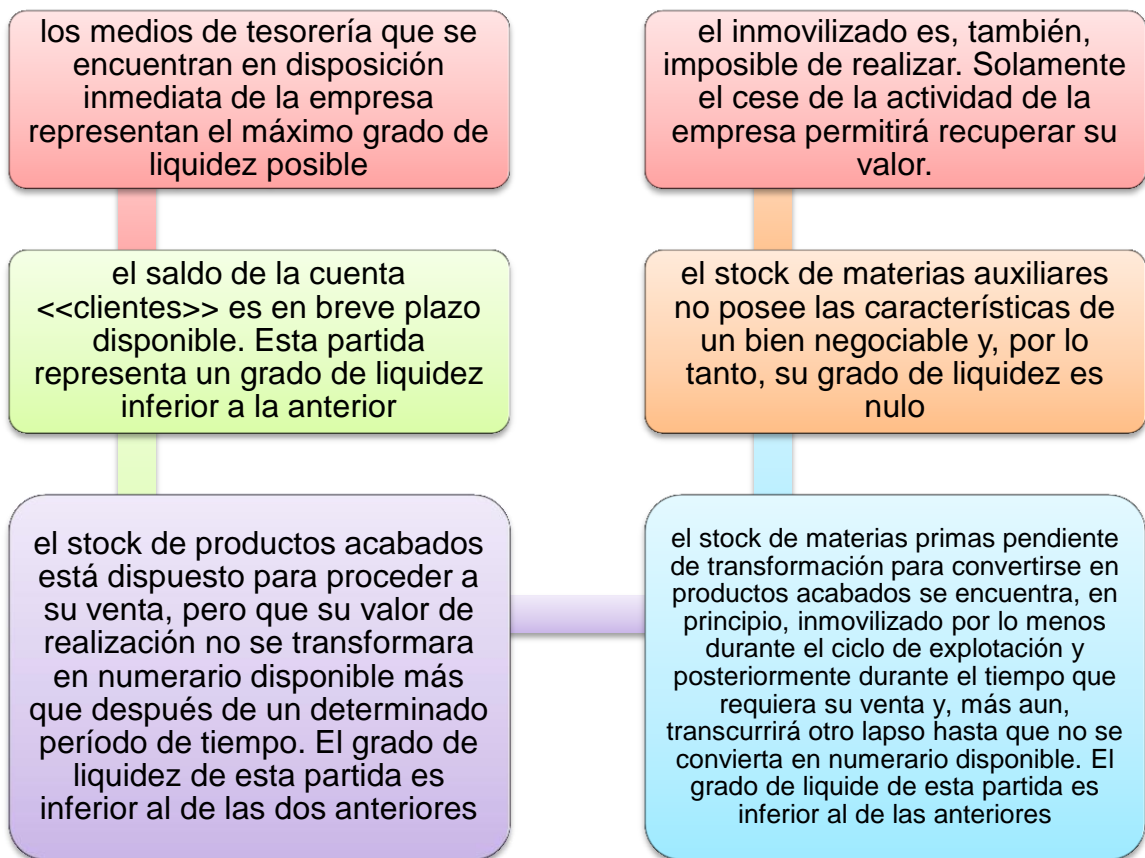 los medios de tesorería que se
encuentran en disposición
inmediata de la empresa
representan el máximo grado de
liquidez posible
el saldo de la cuenta
<<clientes>> es en breve plazo
disponible. Esta partida
representa un grado de liquidez
inferior a la anterior
el stock de productos acabados
está dispuesto para proceder a
su venta, pero que su valor de
realización no se transformara
en numerario disponible más
que después de un determinado
período de tiempo. El grado de
liquidez de esta partida es
inferior al de las dos anteriores
el stock de materias primas pendiente
de transformación para convertirse en
productos acabados se encuentra, en
principio, inmovilizado por lo menos
durante el ciclo de explotación y
posteriormente durante el tiempo que
requiera su venta y, más aun,
transcurrirá otro lapso hasta que no se
convierta en numerario disponible. El
grado de liquide de esta partida es
inferior al de las anteriores
el stock de materias auxiliares
no posee las características de
un bien negociable y, por lo
tanto, su grado de liquidez es
nulo
el inmovilizado es, también,
imposible de realizar. Solamente
el cese de la actividad de la
empresa permitirá recuperar su
valor.